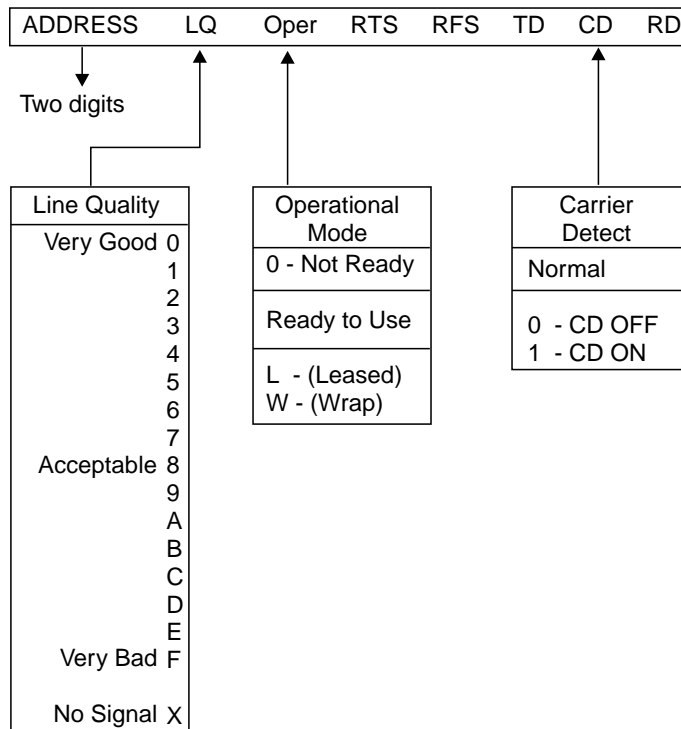 ADDRESS LQ Oper RTS RFS TD CD RD
Two digits
Line Quality
Very Good 0
1
2
3
4
5
6
7
Acceptable 8
9
A
B
C
D
E
Very Bad F
No Signal X
Operational
Mode
0 - Not Ready
Ready to Use
L - (Leased)
W - (Wrap)
Carrier
Detect
Normal
0 - CD OFF
1 - CD ON